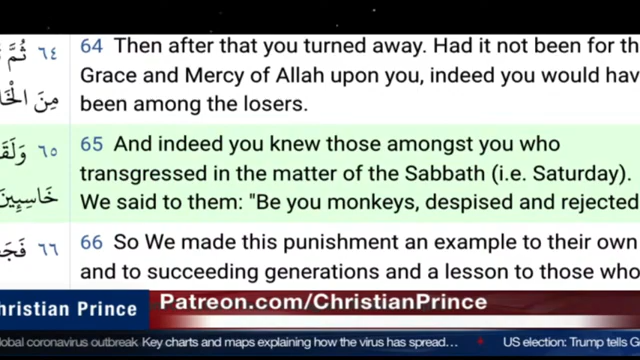 ثُمَّ ٦٤ 64 Then after that you turned away. Had it not been for th
مِنَ الْخَا Grace and Mercy of Allah upon you, indeed you would hav
been among the losers.
وَلَقَ ٦٥ 65 And indeed you knew those amongst you who
transgressed in the matter of the Sabbath (i.e. Saturday).
خَاسِئِينَ We said to them: "Be you monkeys, despised and rejected
فَجَ ٦٦ 66 So We made this punishment an example to their own
and to succeeding generations and a lesson to those who
Christian Prince Patreon.com/ChristianPrince
lobal coronavirus outbreak Key charts and maps explaining how the virus has spread... US election: Trump tells G